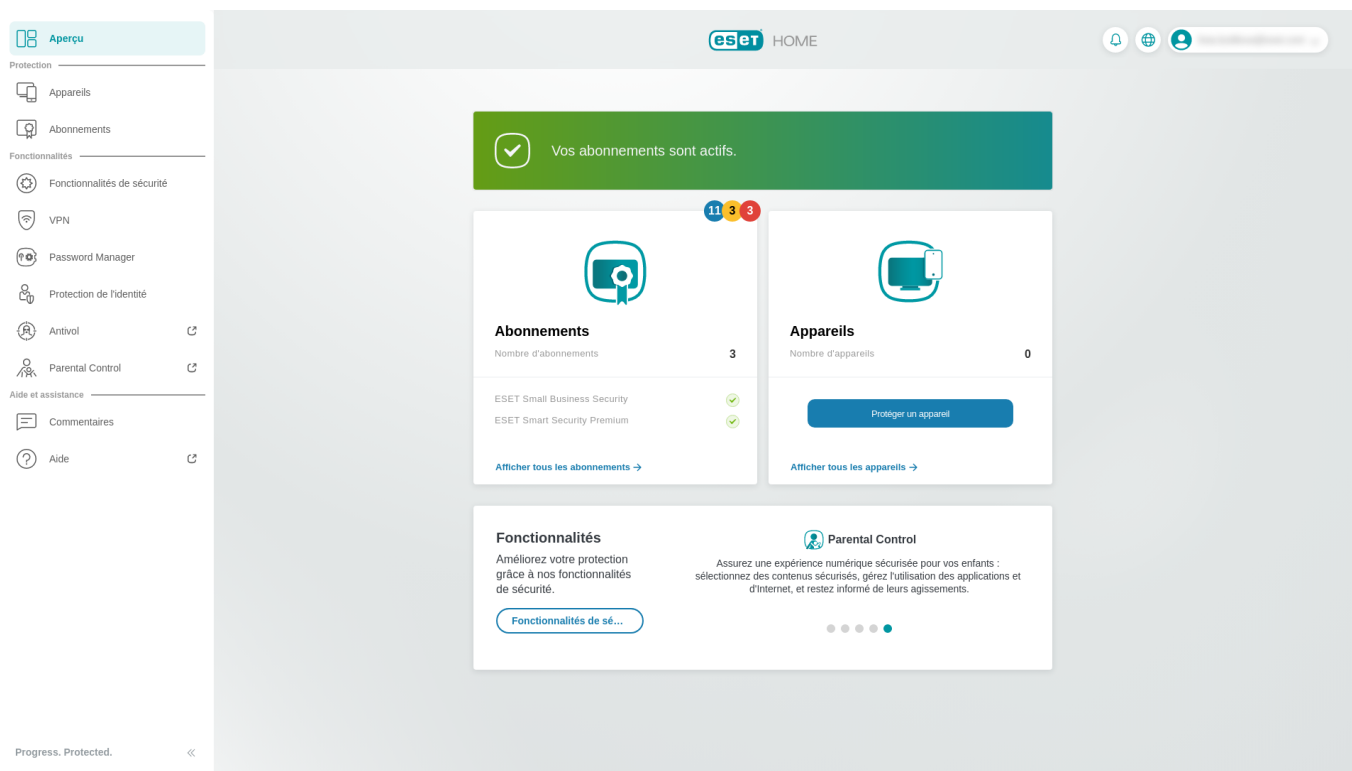 Aperçu
Protection
Appareils
Abonnements
Fonctionnalités
Fonctionnalités de sécurité
VPN
Password Manager
Protection de l'identité
Antivol
Parental Control
Aide et assistance
Commentaires
Aide
Progress. Protected.
eset HOME
Vos abonnements sont actifs.
11 3 3
Abonnements
Nombre d'abonnements 3
ESET Small Business Security
ESET Smart Security Premium
Afficher tous les abonnements
Appareils
Nombre d'appareils 0
Protéger un appareil
Afficher tous les appareils
Fonctionnalités
Améliorez votre protection
grâce à nos fonctionnalités
de sécurité.
Fonctionnalités de sé...
Parental Control
Assurez une expérience numérique sécurisée pour vos enfants :
sélectionnez des contenus sécurisés, gérez l'utilisation des applications et
d'Internet, et restez informé de leurs agissements.